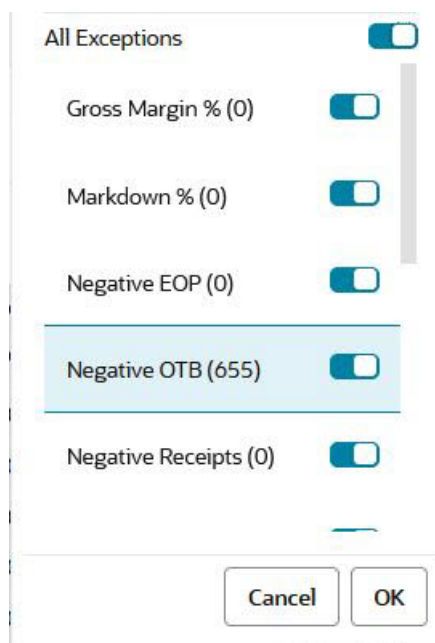 All Exceptions
Gross Margin % (0)
Markdown % (0)
Negative EOP (0)
Negative OTB (655)
Negative Receipts (0)
Cancel OK